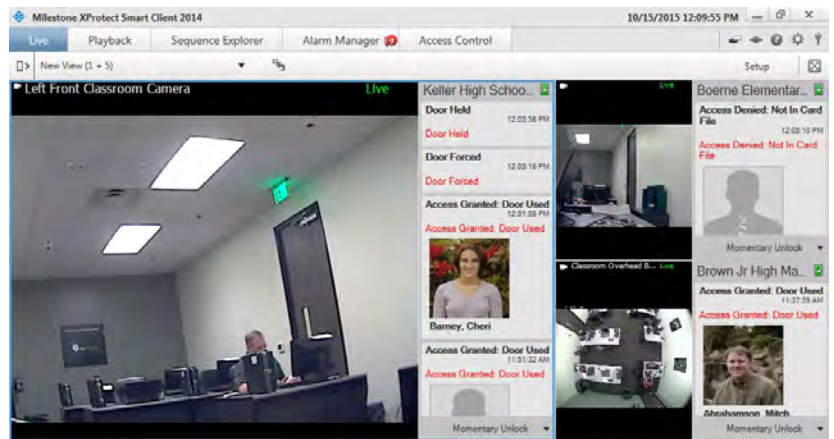 Milestone XProtect Smart Client 2014
10/15/2015 12:09:55 PM
Live
Playback
Sequence Explorer
Alarm Manager
Access Control
New View (1 + 5)
Setup
Left Front Classroom Camera
Live
Keller High Schoo...
Door Held
12:03:56 PM
Door Held
Door Forced
12:03:16 PM
Door Forced
Access Granted: Door Used
12:01:59 PM
Access Granted: Door Used
Barney, Cheri
Access Granted: Door Used
11:51:32 AM
Access Granted: Door Used
Momentary Unlock
Live
Boerne Elementar...
Access Denied: Not In Card
File
12:03:10 PM
Access Denied: Not In Card
File
Momentary Unlock
Classroom Overhead B...
Live
Brown Jr High Ma...
Access Granted: Door Used
11:37:59 AM
Access Granted: Door Used
Abrahamson, Mitch
Momentary Unlock